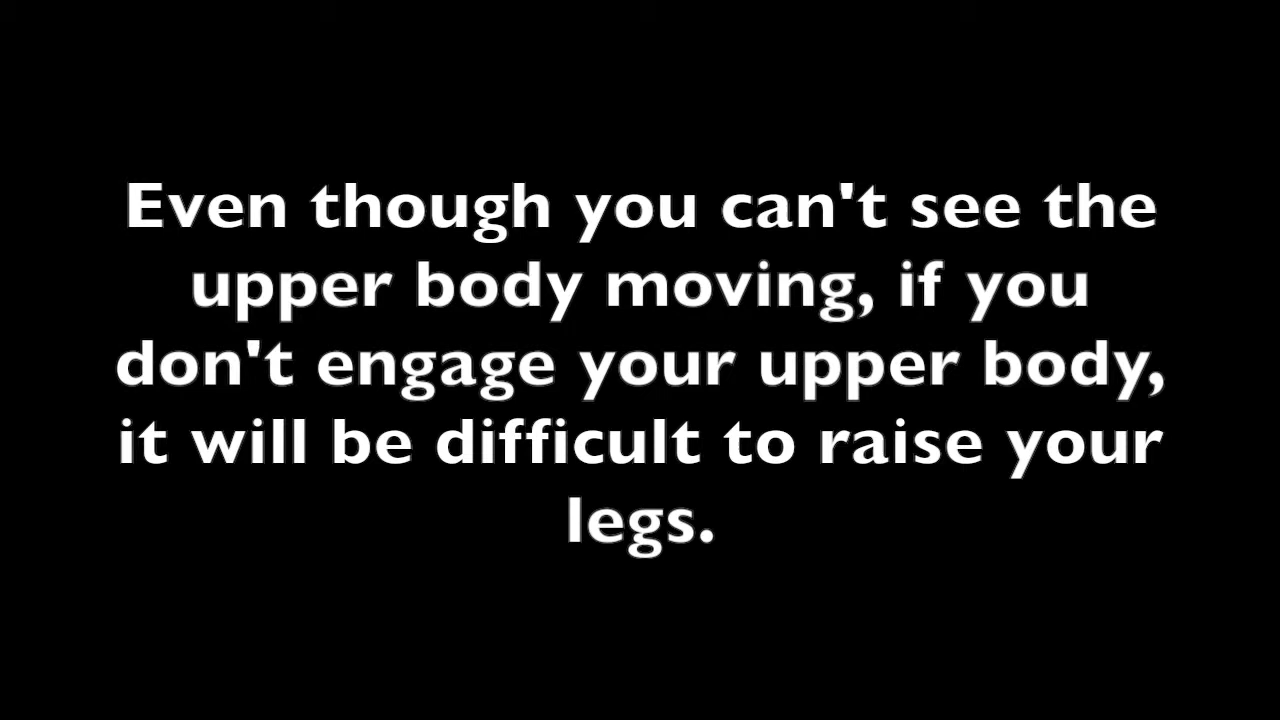 Even though you can't see the
upper body moving, if you
don't engage your upper body,
it will be difficult to raise your
legs.